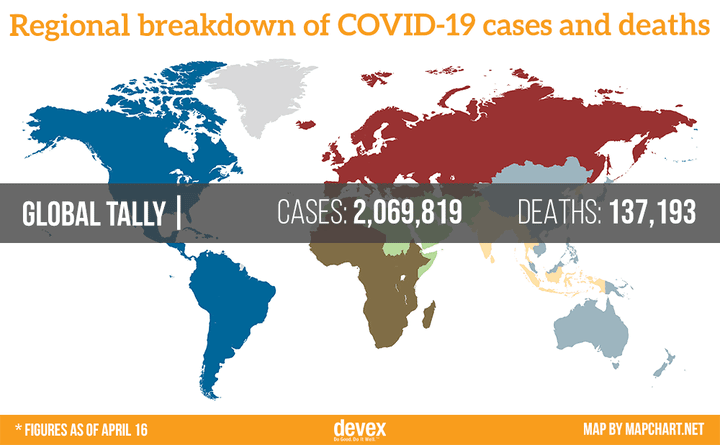 Regional breakdown of COVID-19 cases and deaths
GLOBAL TALLY | CASES: 2,069,819 DEATHS: 137,193
* FIGURES AS OF APRIL 16
devex
Do Good. Do It Well.
MAP BY MAPCHART.NET